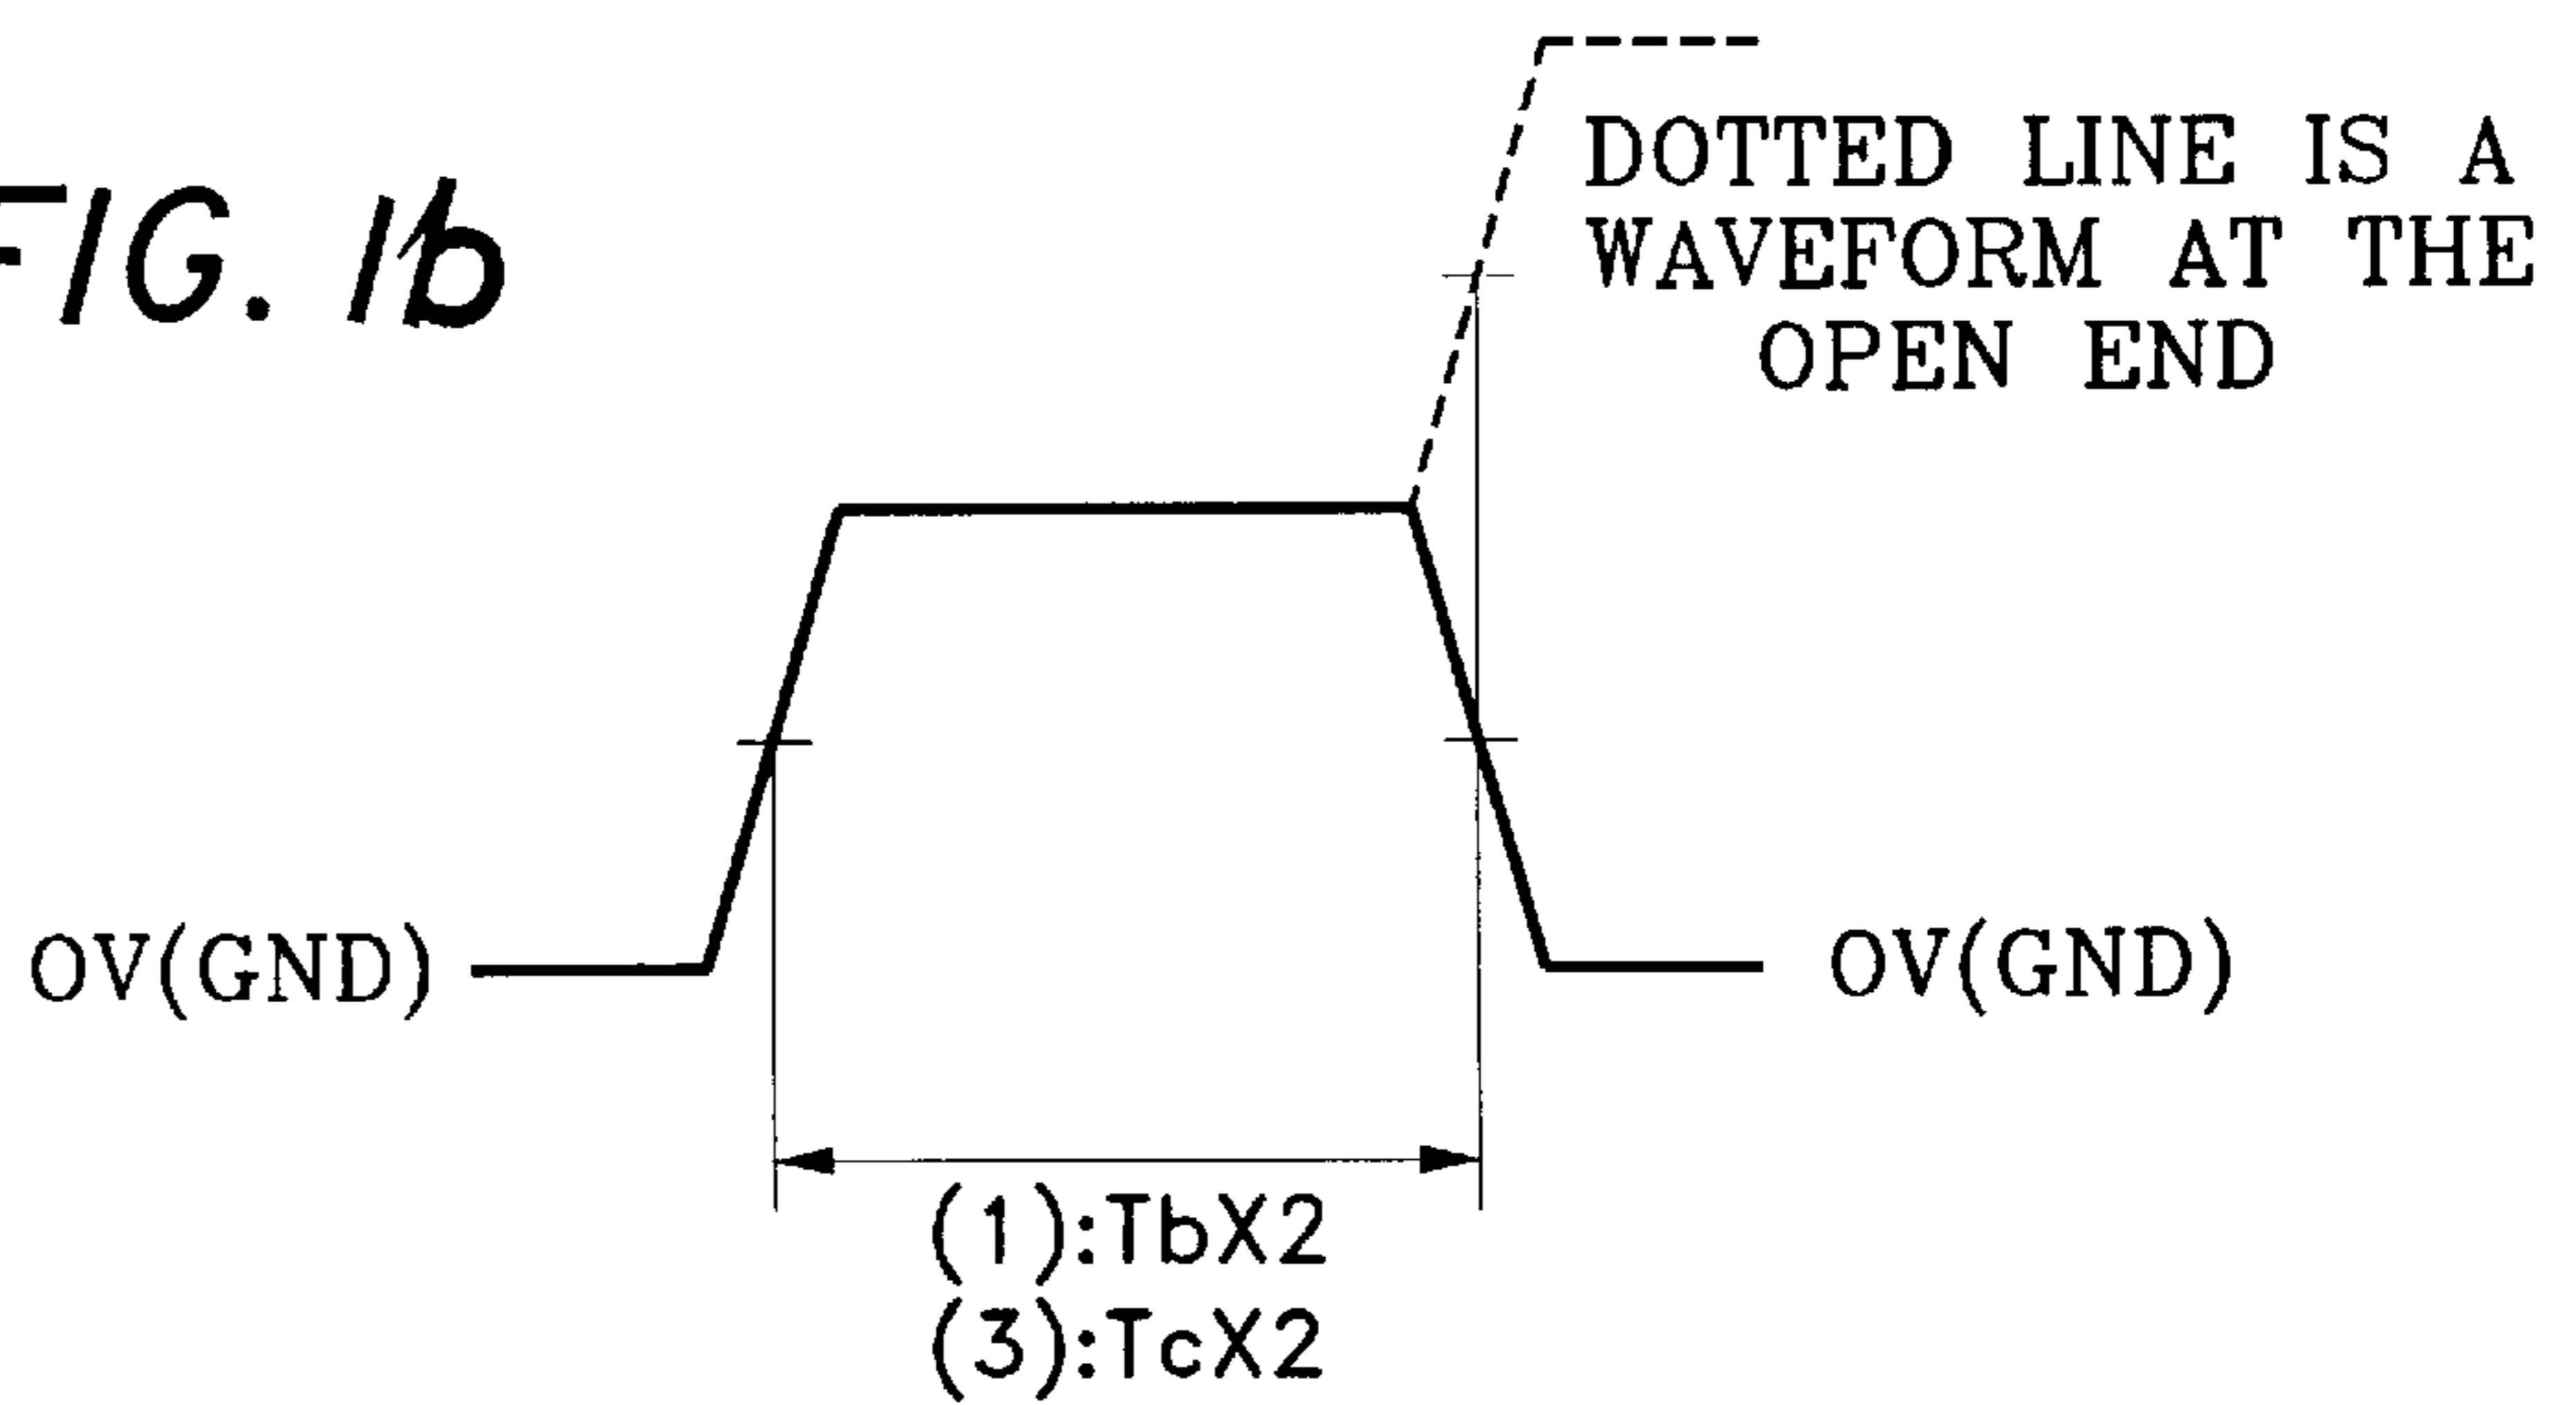 FIG. 1b
DOTTED LINE IS A
WAVEFORM AT THE
OPEN END
OV(GND)
OV(GND)
(1):TbX2
(3):TcX2